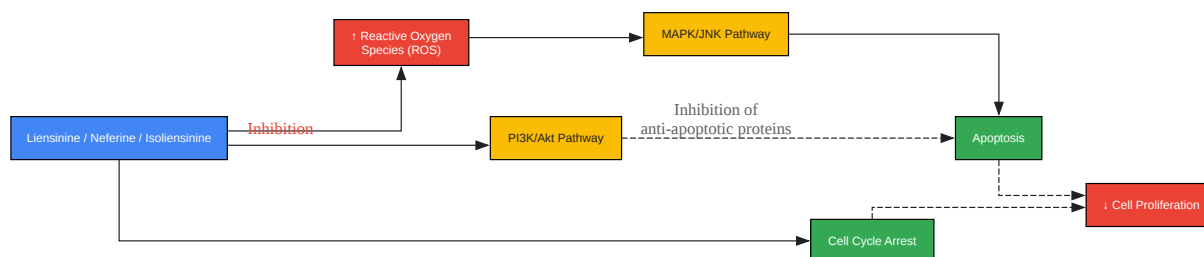 ↑ Reactive Oxygen
Species (ROS)
MAPK/JNK Pathway
Liensinine / Neferine / Isoliensinine
Inhibition
PI3K/Akt Pathway
Inhibition of
anti-apoptotic proteins
Apoptosis
↓ Cell Proliferation
Cell Cycle Arrest